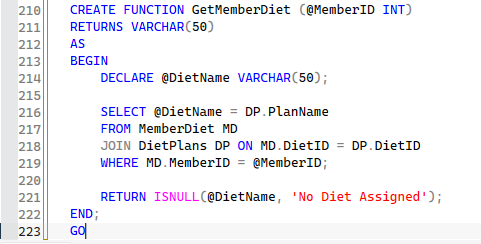 210 CREATE FUNCTION GetMemberDiet (@MemberID INT)
211 RETURNS VARCHAR(50)
212 AS
213 BEGIN
214     DECLARE @DietName VARCHAR(50);
215
216     SELECT @DietName = DP.PlanName
217     FROM MemberDiet MD
218     JOIN DietPlans DP ON MD.DietID = DP.DietID
219     WHERE MD.MemberID = @MemberID;
220
221     RETURN ISNULL(@DietName, 'No Diet Assigned');
222 END;
223 GO